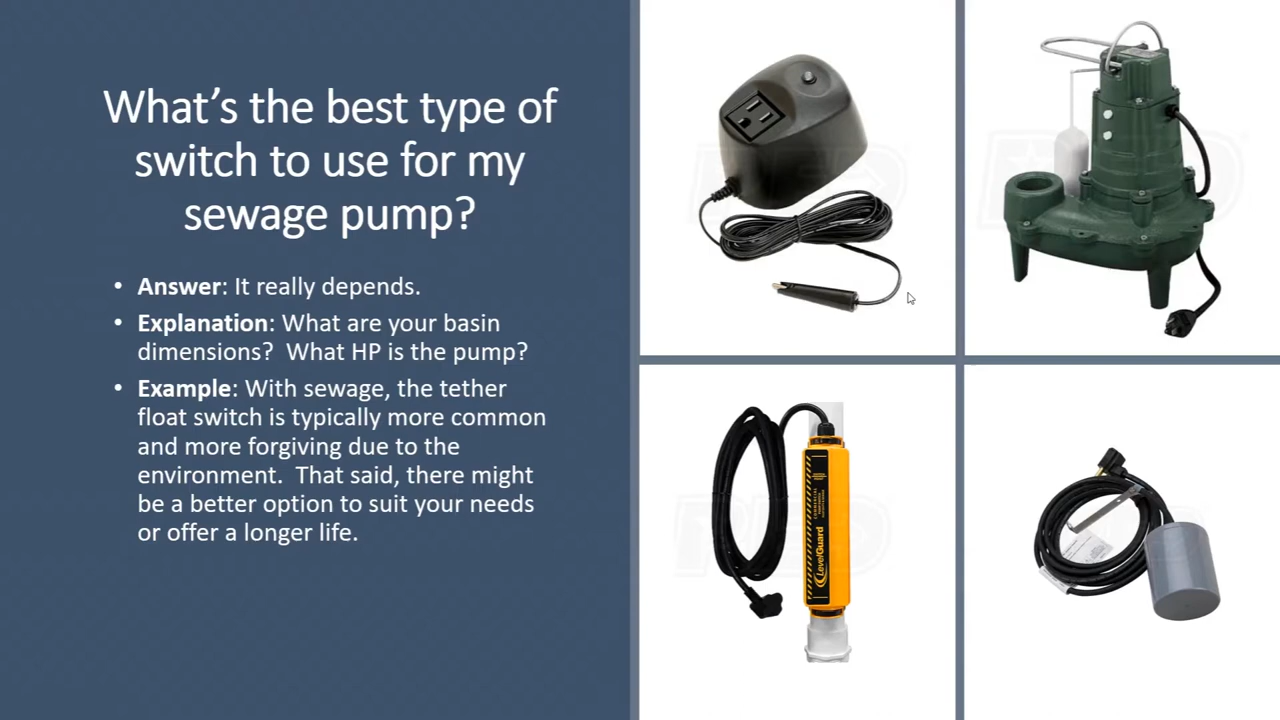 What's the best type of
switch to use for my
sewage pump?
• Answer: It really depends.
• Explanation: What are your basin
dimensions? What HP is the pump?
• Example: With sewage, the tether
float switch is typically more common
and more forgiving due to the
environment. That said, there might
be a better option to suit your needs
or offer a longer life.
LevelGuard
COMMERCIAL